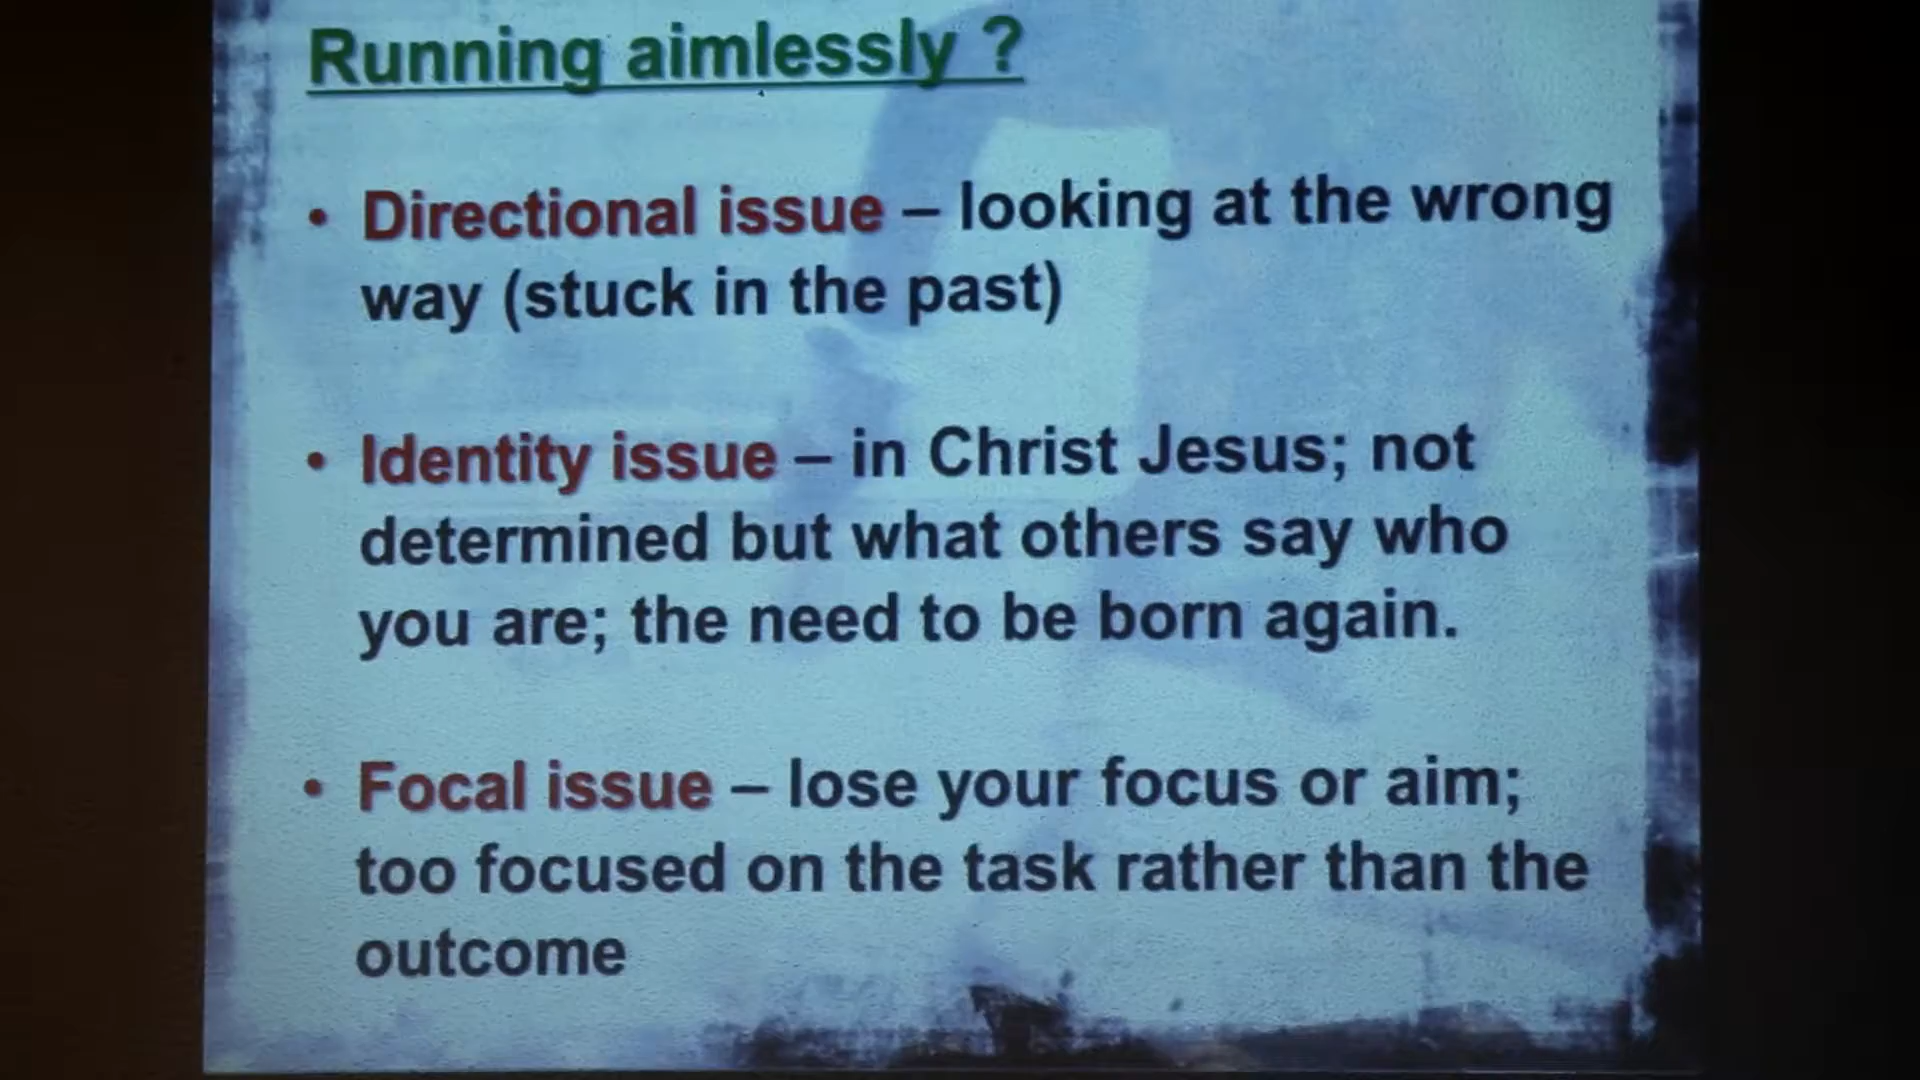 Running aimlessly ?
• Directional issue – looking at the wrong
way (stuck in the past)
• Identity issue – in Christ Jesus; not
determined but what others say who
you are; the need to be born again.
• Focal issue – lose your focus or aim;
too focused on the task rather than the
outcome